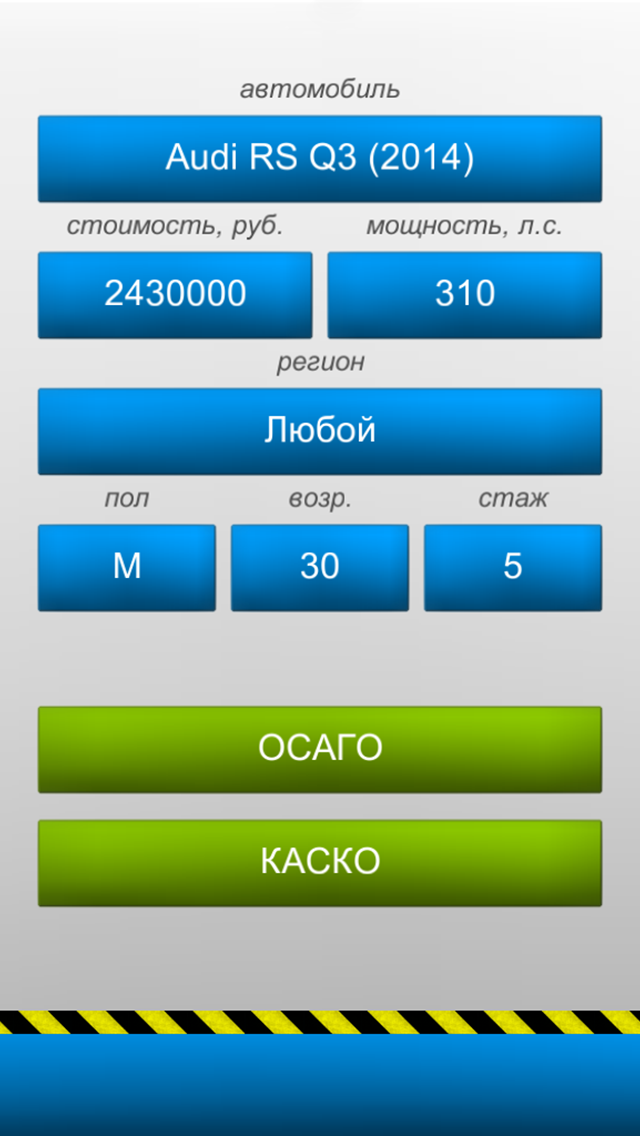 автомобиль
Audi RS Q3 (2014)
стоимость, руб. мощность, л.с.
2430000 310
регион
Любой
пол возр. стаж
М 30 5
ОСАГО
КАСКО